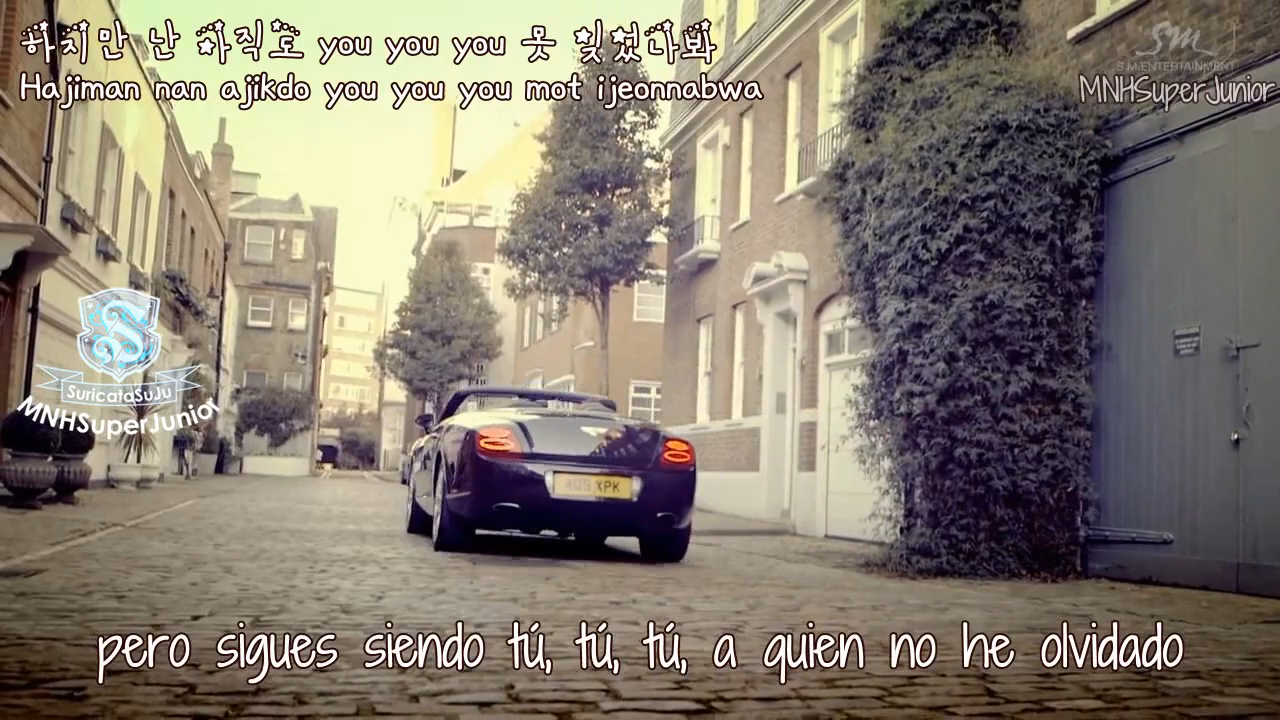 하지만 난 아직도 you you you 못 잊었나봐
Hajiman nan ajikdo you you you mot ijeonnabwa
SM
S.M.ENTERTAINMENT
MNHSuperJunior
SuricataSuJu
MNHSuperJunior
XPK
pero sigues siendo tú, tú, tú, a quien no he olvidado